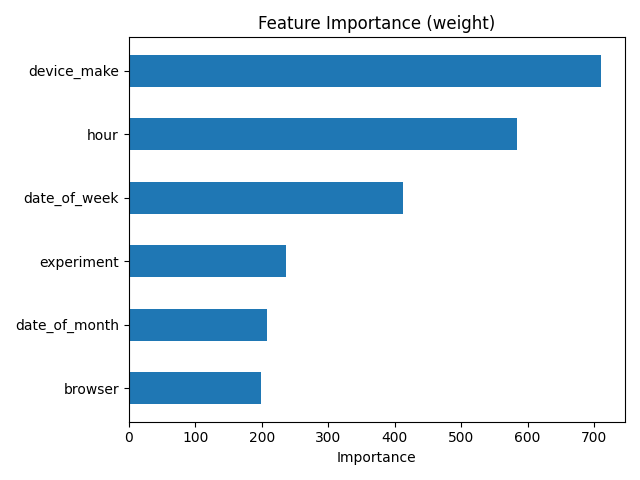 Feature Importance (weight)
device_make
hour
date_of_week
experiment
date_of_month
browser
0 100 200 300 400 500 600 700
Importance